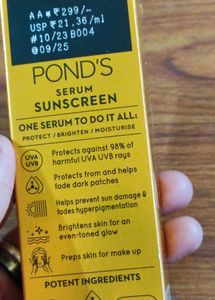 AA*₹299/-
USP ₹21.36/ml
#10/23 B004
@09/25
POND'S
SERUM
SUNSCREEN
ONE SERUM TO DO IT ALL:
PROTECT / BRIGHTEN / MOISTURISE
UVA
UVB
Protects against 98% of
harmful UVA UVB rays
Protects from and helps
fade dark patches
Helps prevent sun damage &
fades hyperpigmentation
Brightens skin for an
even-toned glow
Preps skin for make up
POTENT INGREDIENTS